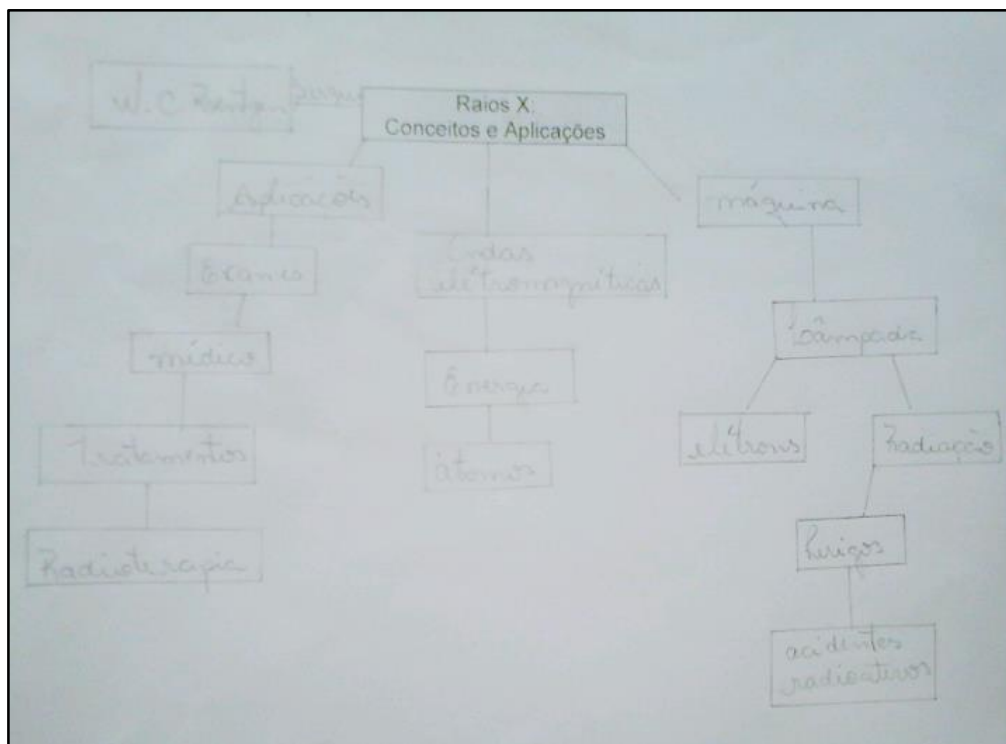 W. C
Raios X:
Conceitos e Aplicações
Aplicações
máquina
Exames
Ondas
eletromagnéticas
médico
Lâmpada
Energia
Tratamentos
elétrons
Radiação
átomos
Radioterapia
Perigos
acidentes
radioativos